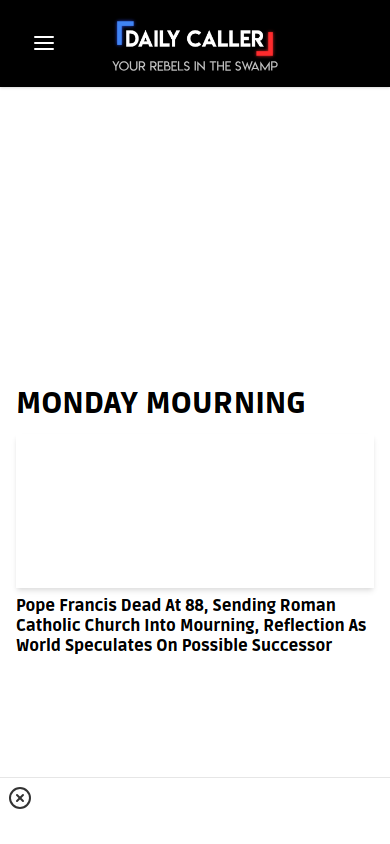 DAILY CALLER
YOUR REBELS IN THE SWAMP
MONDAY MOURNING
Pope Francis Dead At 88, Sending Roman
Catholic Church Into Mourning, Reflection As
World Speculates On Possible Successor